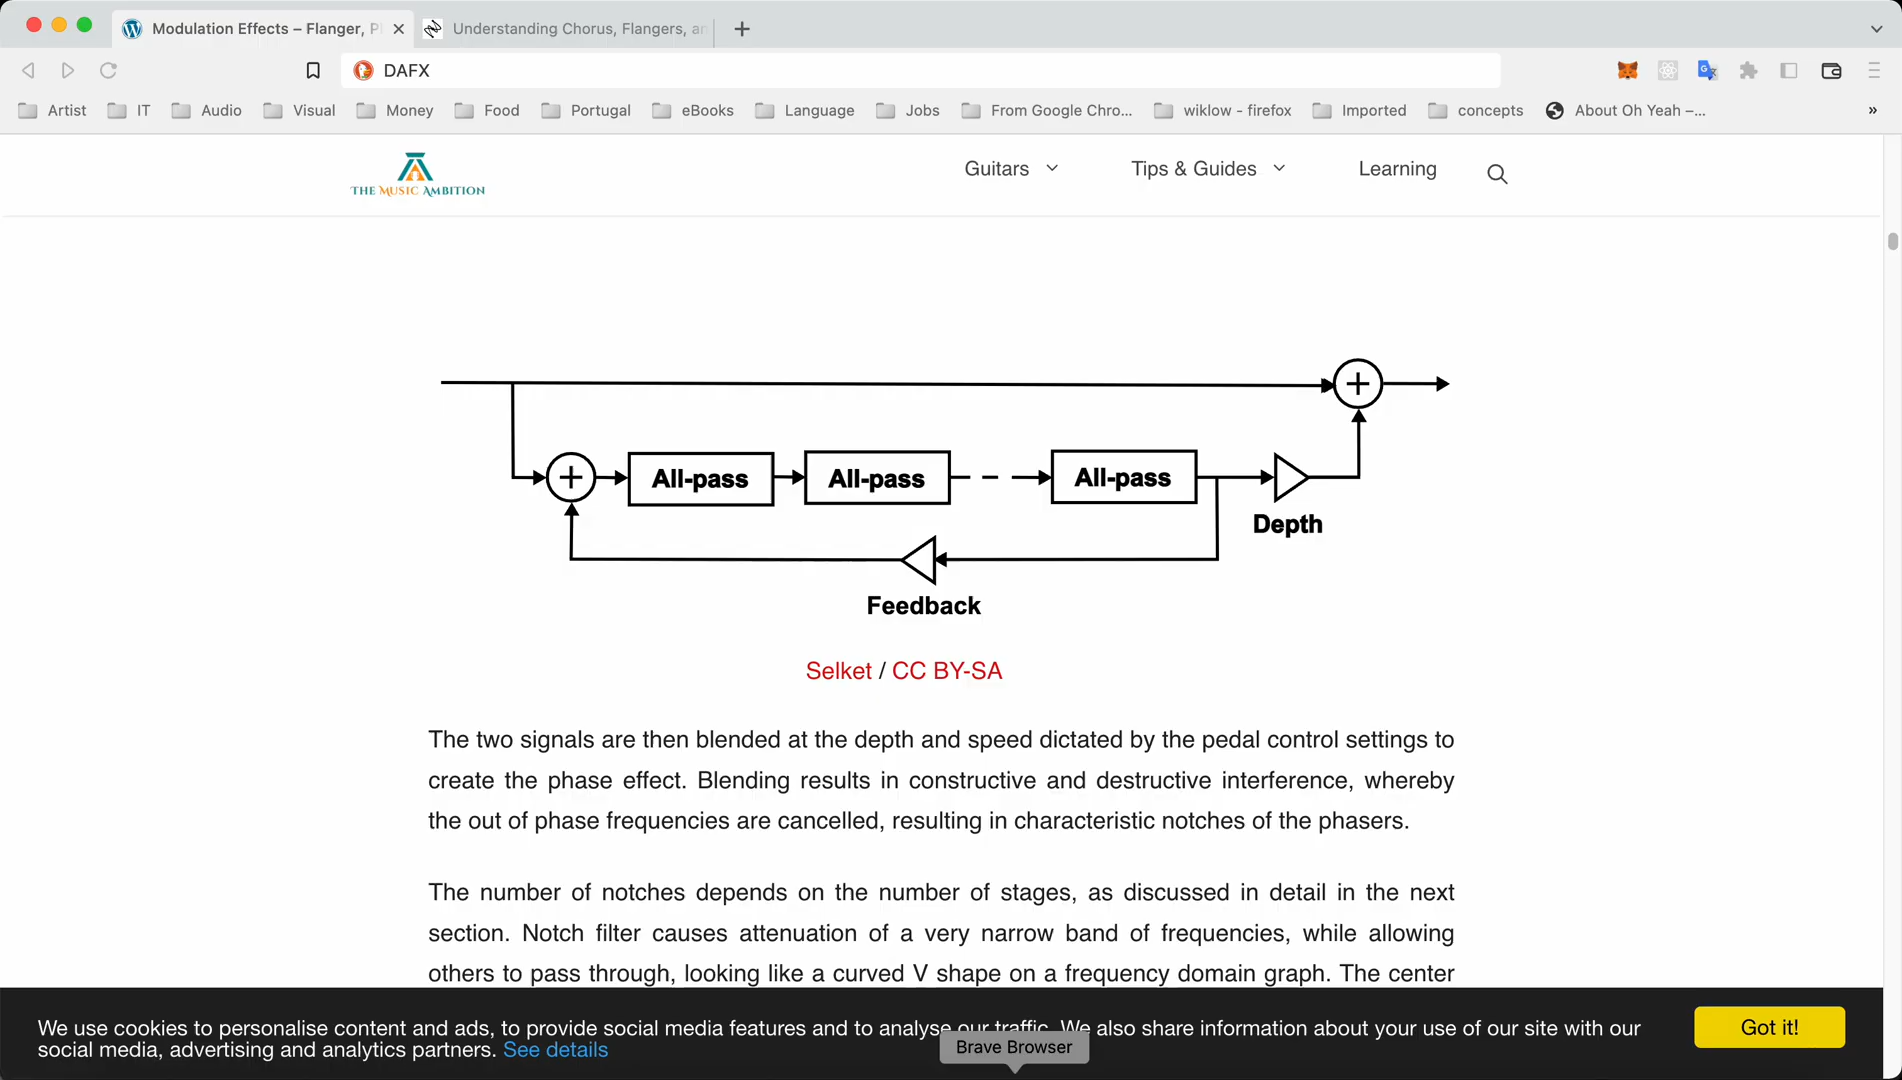 Modulation Effects – Flanger, P
Understanding Chorus, Flangers, an
DAFX
Artist
IT
Audio
Visual
Money
Food
Portugal
eBooks
Language
Jobs
From Google Chro...
wiklow - firefox
Imported
concepts
About Oh Yeah –...
»
THE MUSIC AMBITION
Guitars
Tips & Guides
Learning
All-pass
All-pass
All-pass
Depth
Feedback
Selket / CC BY-SA
The two signals are then blended at the depth and speed dictated by the pedal control settings to
create the phase effect. Blending results in constructive and destructive interference, whereby
the out of phase frequencies are cancelled, resulting in characteristic notches of the phasers.
The number of notches depends on the number of stages, as discussed in detail in the next
section. Notch filter causes attenuation of a very narrow band of frequencies, while allowing
others to pass through, looking like a curved V shape on a frequency domain graph. The center
We use cookies to personalise content and ads, to provide social media features and to analyse our traffic. We also share information about your use of our site with our
social media, advertising and analytics partners. See details
Got it!
Brave Browser